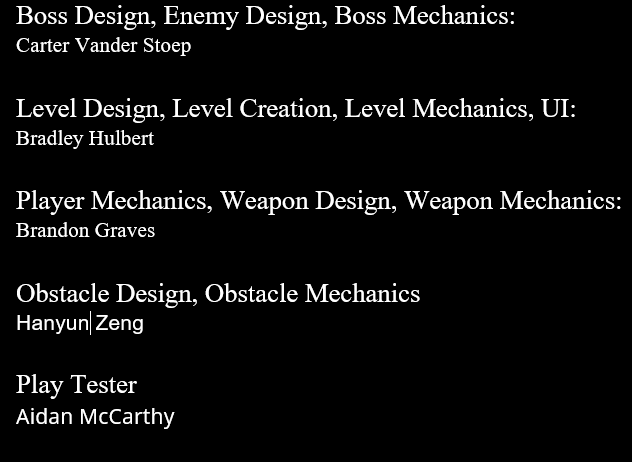 Boss Design, Enemy Design, Boss Mechanics:
Carter Vander Stoep
Level Design, Level Creation, Level Mechanics, UI:
Bradley Hulbert
Player Mechanics, Weapon Design, Weapon Mechanics:
Brandon Graves
Obstacle Design, Obstacle Mechanics
Hanyun Zeng
Play Tester
Aidan McCarthy